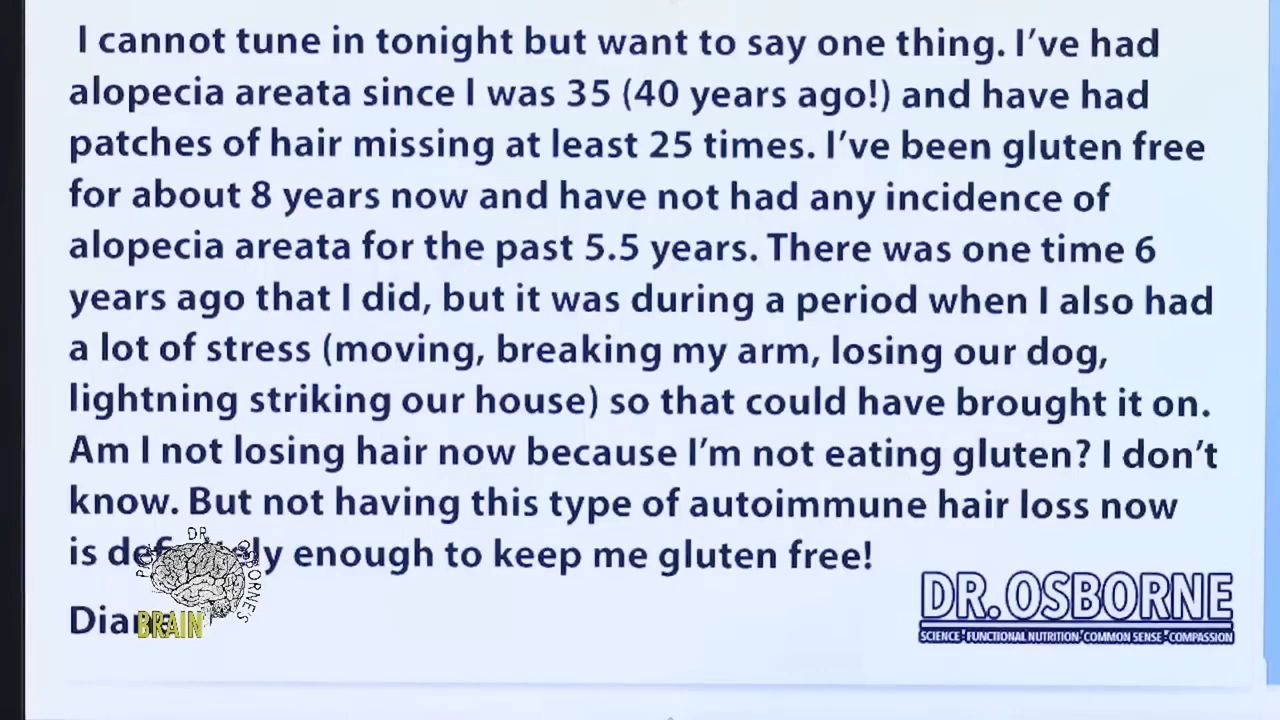 I cannot tune in tonight but want to say one thing. I've had
alopecia areata since I was 35 (40 years ago!) and have had
patches of hair missing at least 25 times. I've been gluten free
for about 8 years now and have not had any incidence of
alopecia areata for the past 5.5 years. There was one time 6
years ago that I did, but it was during a period when I also had
a lot of stress (moving, breaking my arm, losing our dog,
lightning striking our house) so that could have brought it on.
Am I not losing hair now because I'm not eating gluten? I don't
know. But not having this type of autoimmune hair loss now
is enough to keep me gluten free!
DR. OSBORNE'S
BRAIN
DR. OSBORNE
SCIENCE - FUNCTIONAL NUTRITION - COMMON SENSE - COMPASSION